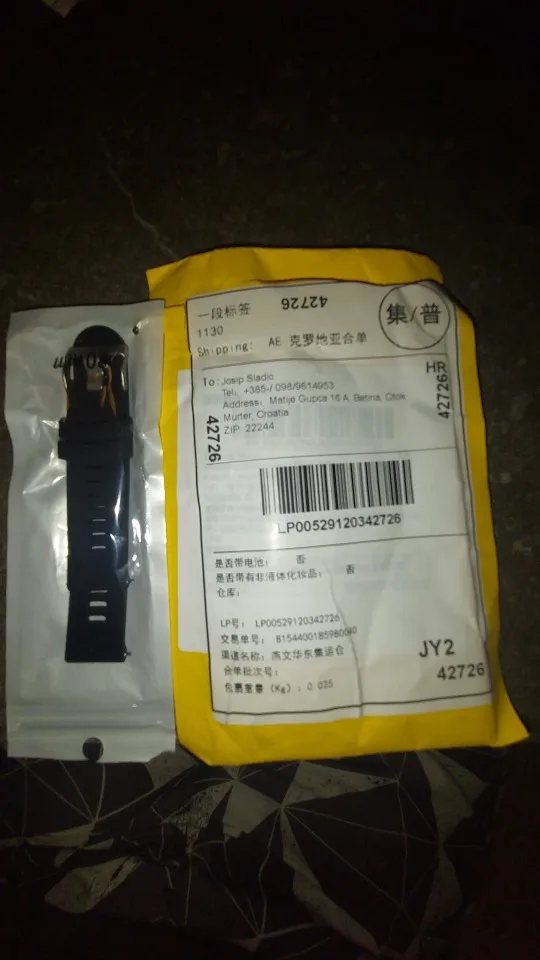 一段标签
42726
集/普
1130
Shipping: AE 克罗地亚合单
HR
To: Josip Sladic
Tel: +385-/ 098/9614953
Address: Matije Gupca 16 A, Betina, Otok
Murter, Croatia
ZIP 22244
42726
42726
LP00529120342726
是否带电池: 否
是否带有非液体化妆品: 否
仓库:
LP号: LP00529120342726
交易单号: 8154400185980040
渠道名称: 燕文华东集运仓
合单批次号:
包裹重量 (Kg): 0.025
JY2
42726